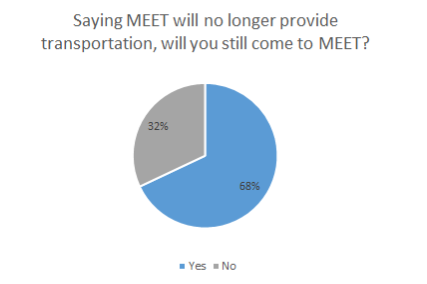 Saying MEET will no longer provide
transportation, will you still come to MEET?
32%
68%
Yes No